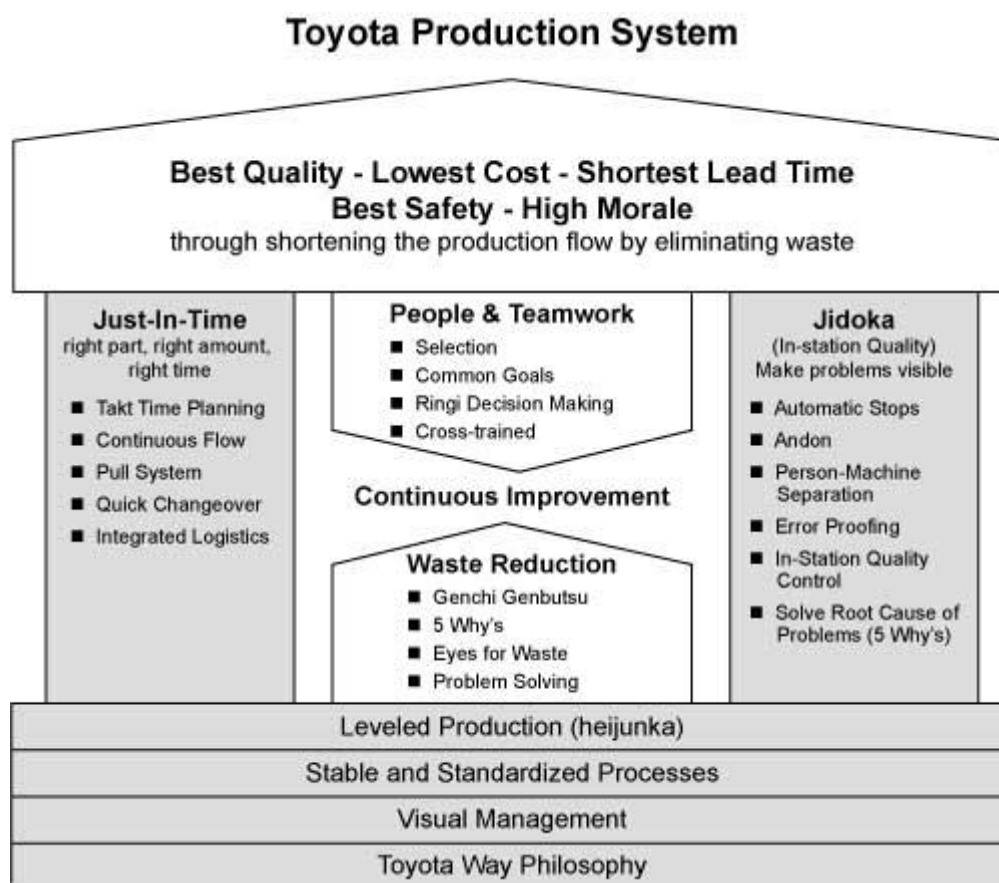 Toyota Production System
Best Quality - Lowest Cost - Shortest Lead Time
Best Safety - High Morale
through shortening the production flow by eliminating waste
Just-In-Time
right part, right amount,
right time
■ Takt Time Planning
■ Continuous Flow
■ Pull System
■ Quick Changeover
■ Integrated Logistics
People & Teamwork
■ Selection
■ Common Goals
■ Ringi Decision Making
■ Cross-trained
Continuous Improvement
Waste Reduction
■ Genchi Genbutsu
■ 5 Why's
■ Eyes for Waste
■ Problem Solving
Jidoka
(In-station Quality)
Make problems visible
■ Automatic Stops
■ Andon
■ Person-Machine
Separation
■ Error Proofing
■ In-Station Quality
Control
■ Solve Root Cause of
Problems (5 Why's)
Leveled Production (heijunka)
Stable and Standardized Processes
Visual Management
Toyota Way Philosophy